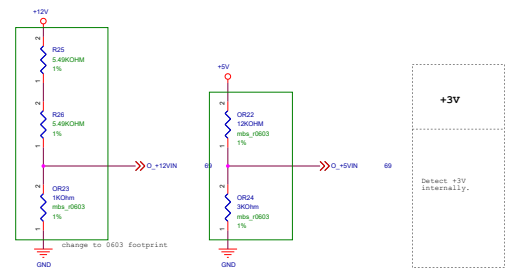 +12V
2
R25
5.49KOHM
1%
1
2
R26
5.49KOHM
1%
1
O_+12VIN 69
2
OR23
1KOhm
mbs_r0603
1%
1
change to 0603 footprint
GND
+5V
2
OR22
12KOHM
mbs_r0603
1%
1
O_+5VIN 69
2
OR24
3KOhm
mbs_r0603
1%
1
GND
+3V
Detect +3V
internally.